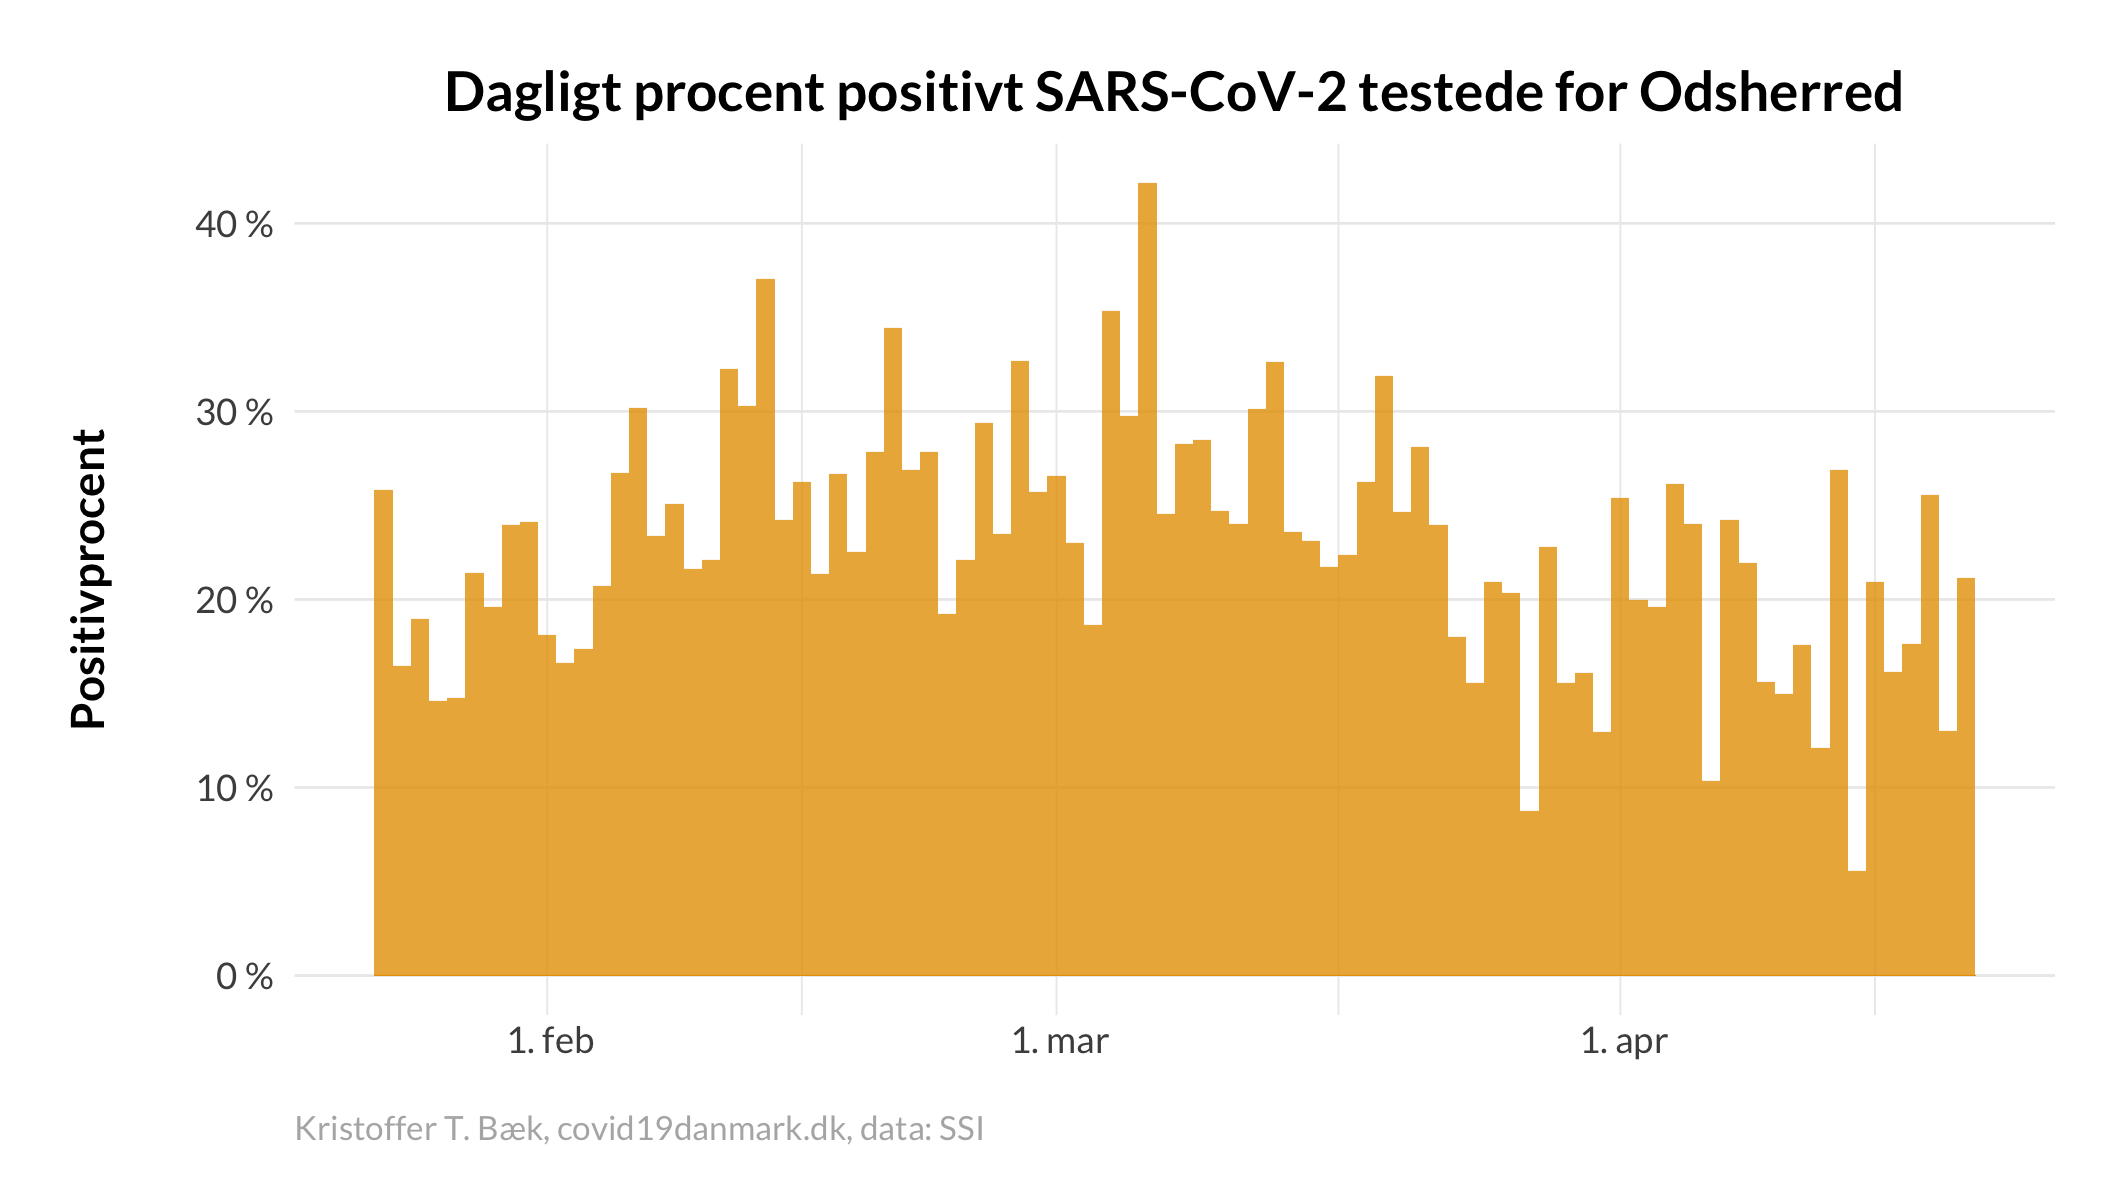 Dagligt procent positivt SARS-CoV-2 testede for Odsherred
Positivprocent
40 %
30 %
20 %
10 %
0 %
1. feb
1. mar
1. apr
Kristoffer T. Bæk, covid19danmark.dk, data: SSI